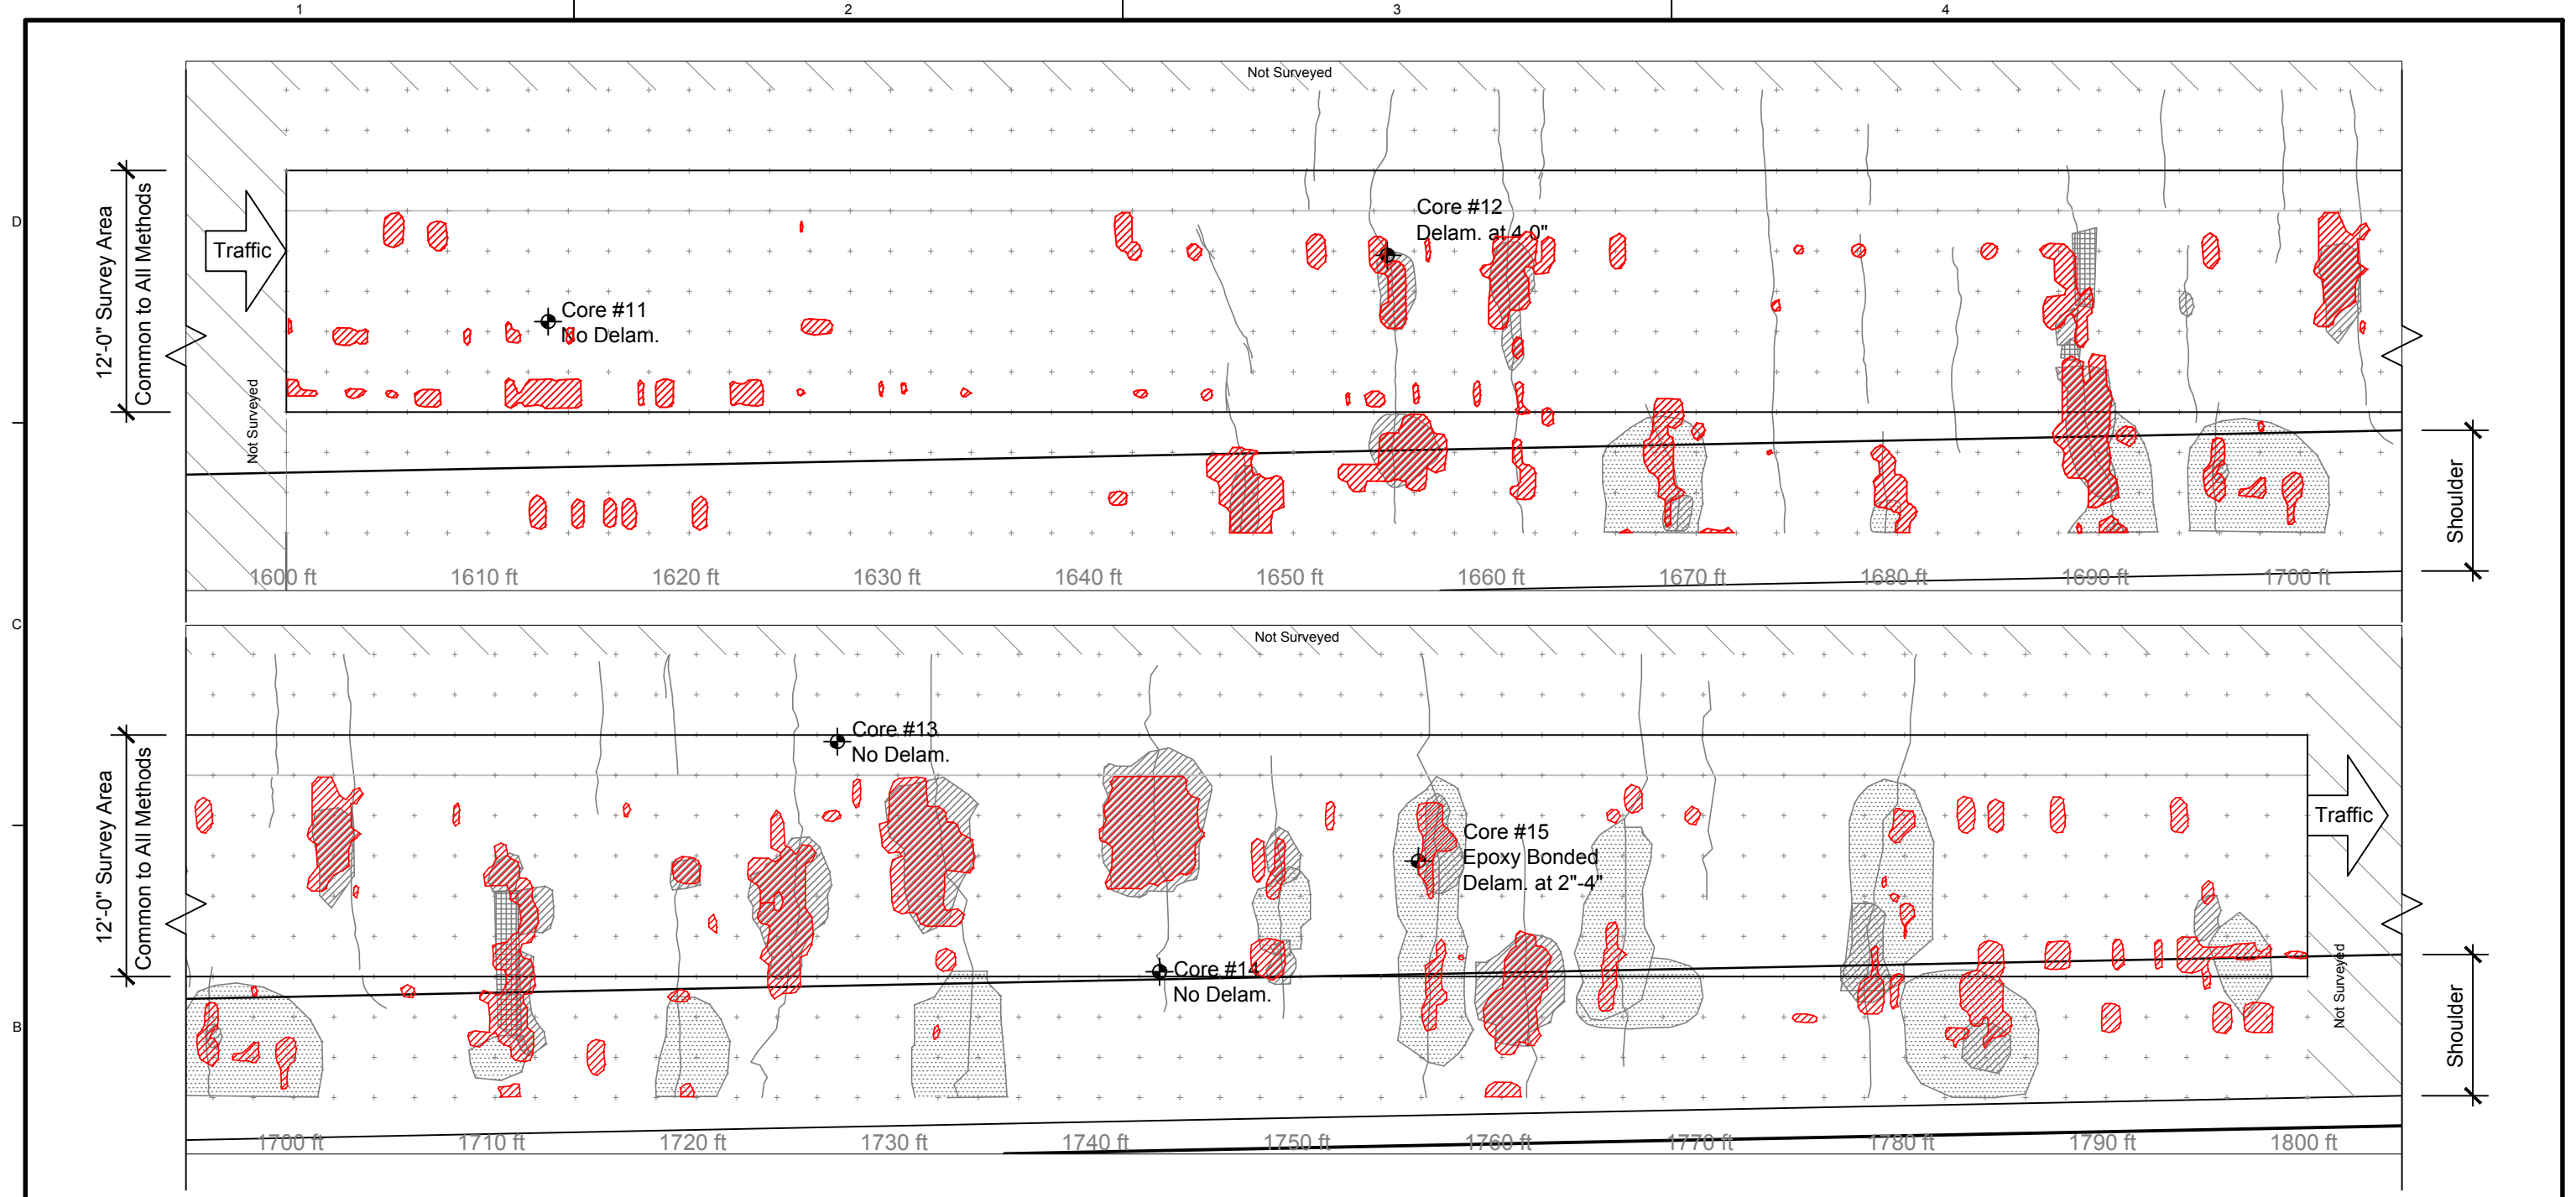 1 2 3 4
Not Surveyed
D
12'-0" Survey Area
Common to All Methods
Traffic
Core #12
Delam. at 4.0"
Core #11
No Delam.
Not Surveyed
Shoulder
1600 ft 1610 ft 1620 ft 1630 ft 1640 ft 1650 ft 1660 ft 1670 ft 1680 ft 1690 ft 1700 ft
C
Not Surveyed
12'-0" Survey Area
Common to All Methods
Core #13
No Delam.
Traffic
Core #15
Epoxy Bonded
Delam. at 2"-4"
Core #14
No Delam.
Not Surveyed
B
Shoulder
1700 ft 1710 ft 1720 ft 1730 ft 1740 ft 1750 ft 1760 ft 1770 ft 1780 ft 1790 ft 1800 ft